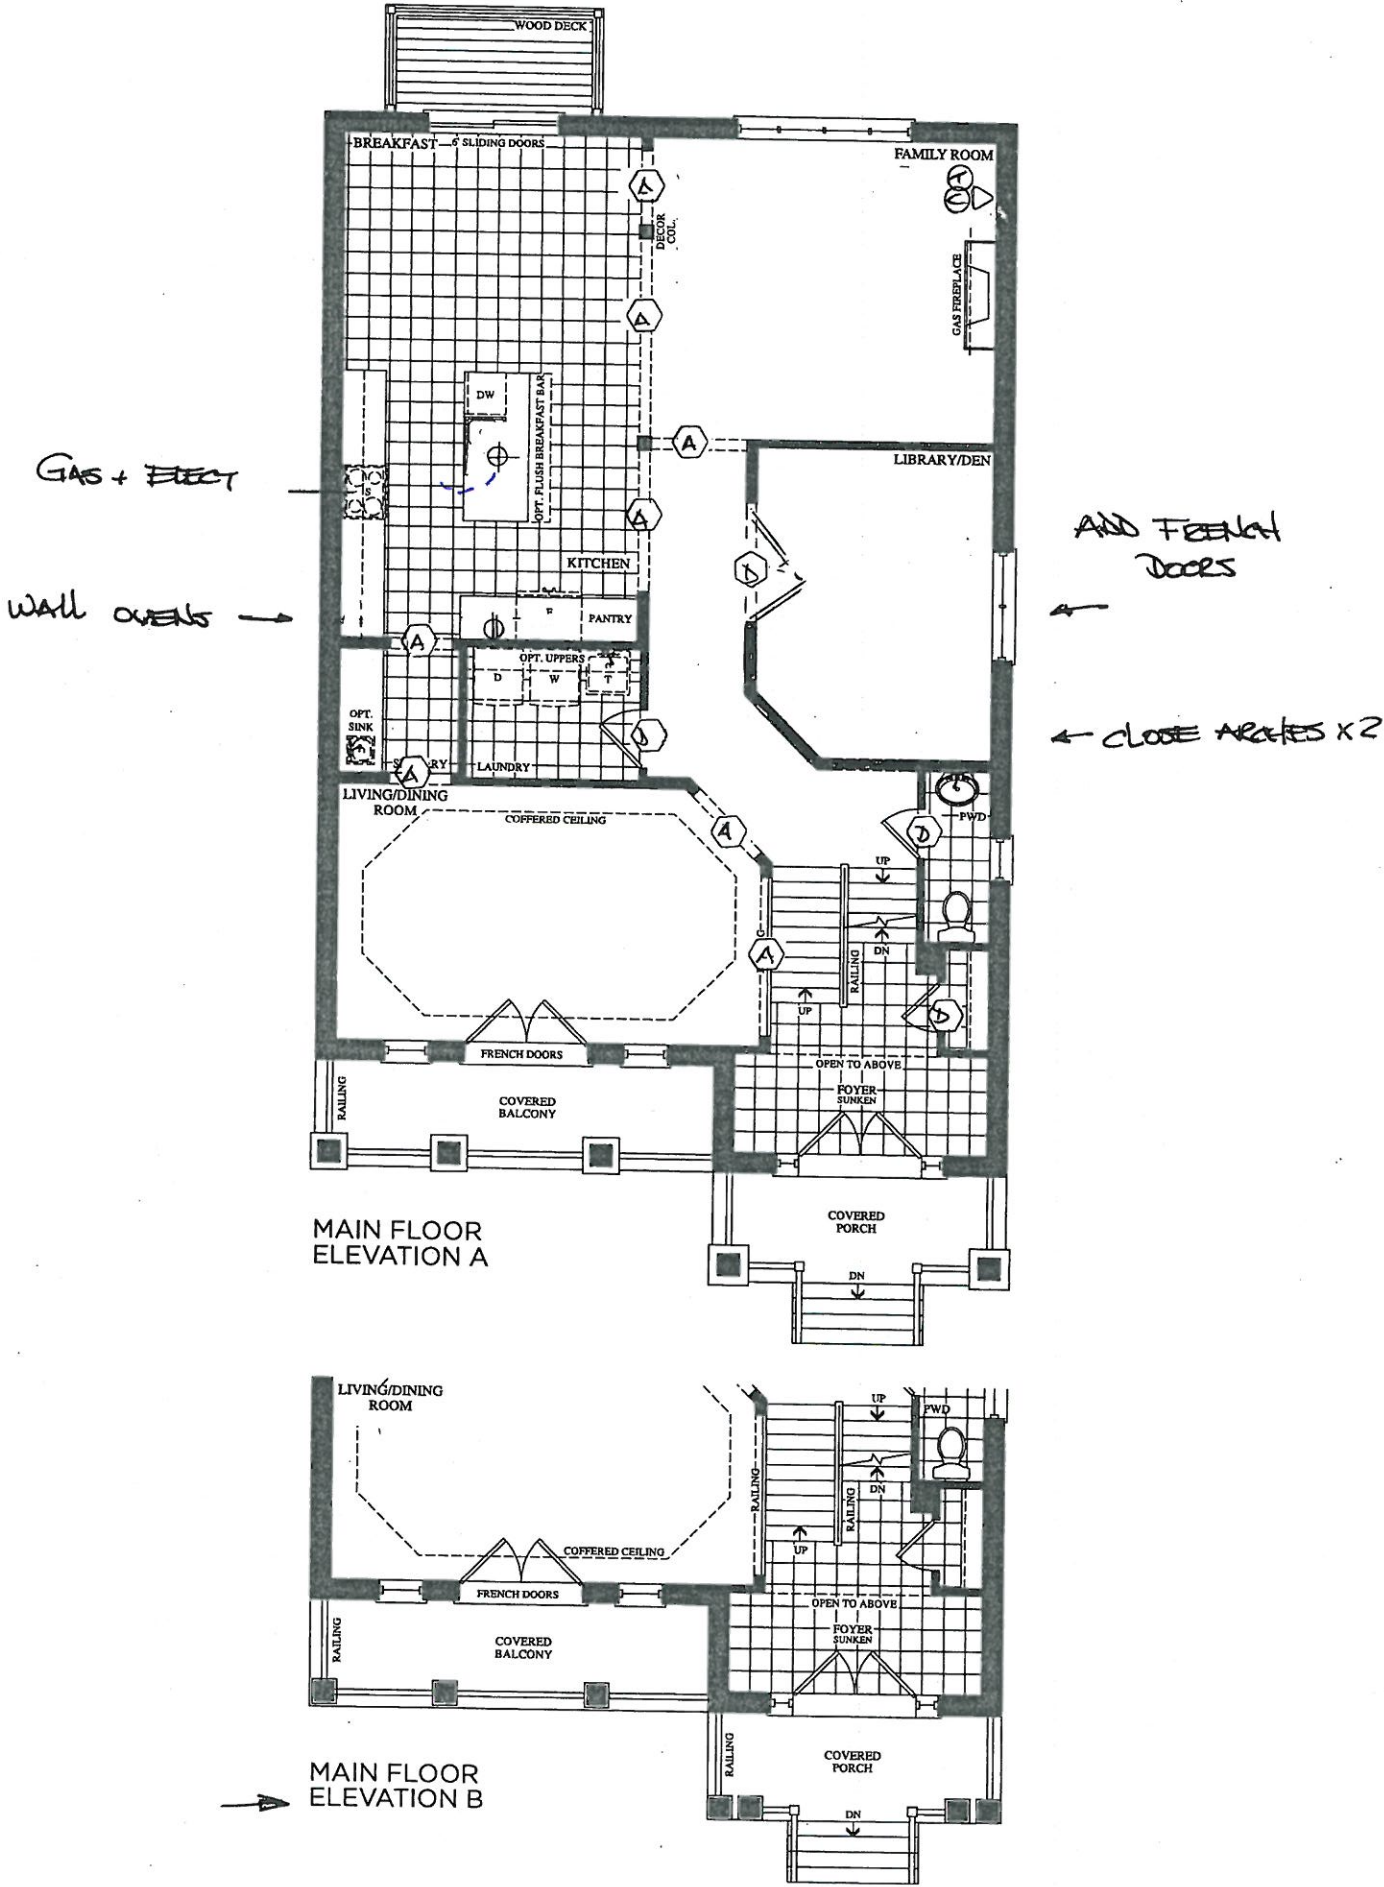 WOOD DECK
BREAKFAST
6' SLIDING DOORS
FAMILY ROOM
T
C
A
DECOR
COL.
A
GAS FIREPLACE
DW
OPT. FLUSH BREAKFAST BAR
A
LIBRARY/DEN
GAS + ELECT
S
A
ADD FRENCH
DOORS
D
KITCHEN
WALL OVENS
F
PANTRY
A
OPT. UPPERS
D
W
T
OPT.
SINK
D
CLOSE ARCHES X 2
A
LAUNDRY
LIVING/DINING
ROOM
COFFERED CEILING
A
D
PWD
UP
A
DN
RAILING
UP
D
FRENCH DOORS
OPEN TO ABOVE
FOYER
SUNKEN
RAILING
COVERED
BALCONY
COVERED
PORCH
MAIN FLOOR
ELEVATION A
DN
LIVING/DINING
ROOM
UP
PWD
RAILING
DN
RAILING
UP
COFFERED CEILING
FRENCH DOORS
OPEN TO ABOVE
FOYER
SUNKEN
RAILING
COVERED
BALCONY
RAILING
COVERED
PORCH
MAIN FLOOR
ELEVATION B
DN